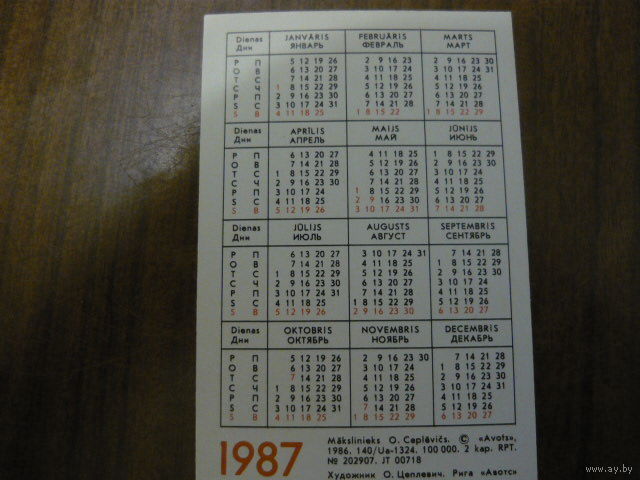 Dienas JANVĀRIS FEBRUĀRIS MARTS
Дни ЯНВАРЬ ФЕВРАЛЬ МАРТ
P П 5 12 19 26 2 9 16 23 2 9 16 23 30
O В 6 13 20 27 3 10 17 24 3 10 17 24 31
T С 7 14 21 28 4 11 18 25 4 11 18 25
C Ч 1 8 15 22 29 5 12 19 26 5 12 19 26
P П 2 9 16 23 30 6 13 20 27 6 13 20 27
S С 3 10 17 24 31 7 14 21 28 7 14 21 28
S В 4 11 18 25 1 8 15 22 1 8 15 22 29
Dienas APRĪLIS MAIJS JŪNIJS
Дни АПРЕЛЬ МАЙ ИЮНЬ
P П 6 13 20 27 4 11 18 25 1 8 15 22 29
O В 7 14 21 28 5 12 19 26 2 9 16 23 30
T С 1 8 15 22 29 6 13 20 27 3 10 17 24
C Ч 2 9 16 23 30 7 14 21 28 4 11 18 25
P П 3 10 17 24 1 8 15 22 29 5 12 19 26
S С 4 11 18 25 2 9 16 23 30 6 13 20 27
S В 5 12 19 26 3 10 17 24 31 7 14 21 28
Dienas JŪLIJS AUGUSTS SEPTEMBRIS
Дни ИЮЛЬ АВГУСТ СЕНТЯБРЬ
P П 6 13 20 27 3 10 17 24 31 7 14 21 28
O В 7 14 21 28 4 11 18 25 1 8 15 22 29
T С 1 8 15 22 29 5 12 19 26 2 9 16 23 30
C Ч 2 9 16 23 30 6 13 20 27 3 10 17 24
P П 3 10 17 24 31 7 14 21 28 4 11 18 25
S С 4 11 18 25 1 8 15 22 29 5 12 19 26
S В 5 12 19 26 2 9 16 23 30 6 13 20 27
Dienas OKTOBRIS NOVEMBRIS DECEMBRIS
Дни ОКТЯБРЬ НОЯБРЬ ДЕКАБРЬ
P П 5 12 19 26 2 9 16 23 30 7 14 21 28
O В 6 13 20 27 3 10 17 24 1 8 15 22 29
T С 7 14 21 28 4 11 18 25 2 9 16 23 30
C Ч 1 8 15 22 29 5 12 19 26 3 10 17 24 31
P П 2 9 16 23 30 6 13 20 27 4 11 18 25
S С 3 10 17 24 31 7 14 21 28 5 12 19 26
S В 4 11 18 25 1 8 15 22 29 6 13 20 27
1987
Mākslinieks O. Ceplēvičs. © «Avots»,
1986. 140/Ua-1324. 100 000. 2 kap. RPT.
№ 202907. JT 00718
Художник О. Цеплевич. Рига «Авотс»
www.ay.by